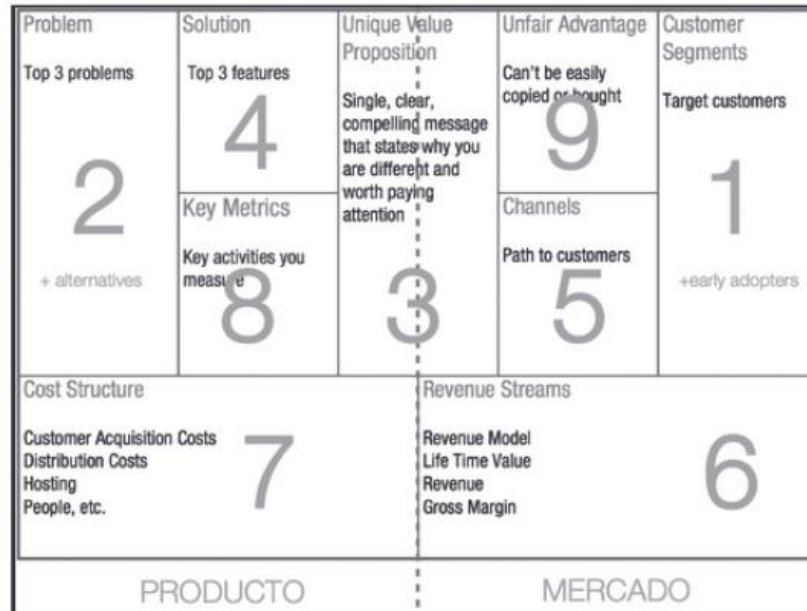 Problem
Top 3 problems
2
+ alternatives
Solution
Top 3 features
4
Key Metrics
Key activities you
measure
8
Unique Value
Proposition
Single, clear,
compelling message
that states why you
are different and
worth paying
attention
3
Unfair Advantage
Can't be easily
copied or bought
9
Channels
Path to customers
5
Customer
Segments
Target customers
1
+early adopters
Cost Structure
Customer Acquisition Costs
Distribution Costs
Hosting
People, etc.
7
Revenue Streams
Revenue Model
Life Time Value
Revenue
Gross Margin
6
PRODUCTO
MERCADO